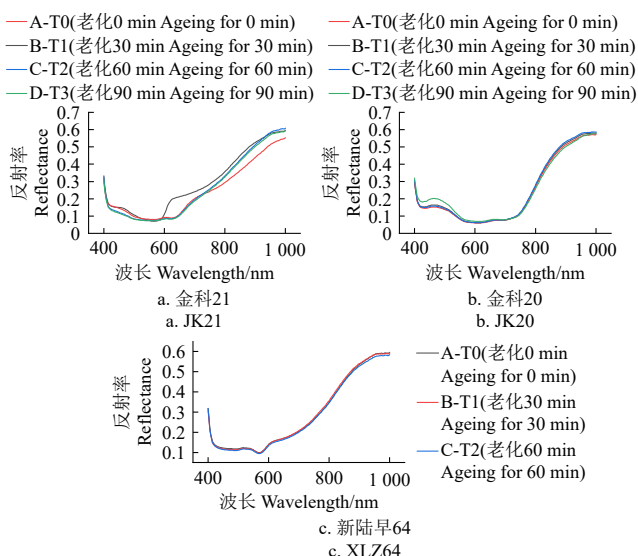 A-T0(老化0 min Ageing for 0 min)
B-T1(老化30 min Ageing for 30 min)
C-T2(老化60 min Ageing for 60 min)
D-T3(老化90 min Ageing for 90 min)
0.7
0.6
0.5
0.4
0.3
0.2
0.1
0
反射率
Reflectance
400
600
800
1 000
波长 Wavelength/nm
a. 金科21
a. JK21
A-T0(老化0 min Ageing for 0 min)
B-T1(老化30 min Ageing for 30 min)
C-T2(老化60 min Ageing for 60 min)
D-T3(老化90 min Ageing for 90 min)
0.7
0.6
0.5
0.4
0.3
0.2
0.1
0
反射率
Reflectance
400
600
800
1 000
波长 Wavelength/nm
b. 金科20
b. JK20
0.6
0.5
0.4
0.3
0.2
0.1
反射率
Reflectance
400
600
800
1 000
波长 Wavelength/nm
A-T0(老化0 min
Ageing for 0 min)
B-T1(老化30 min
Ageing for 30 min)
C-T2(老化60 min
Ageing for 60 min)
c. 新陆早64
c. XLZ64